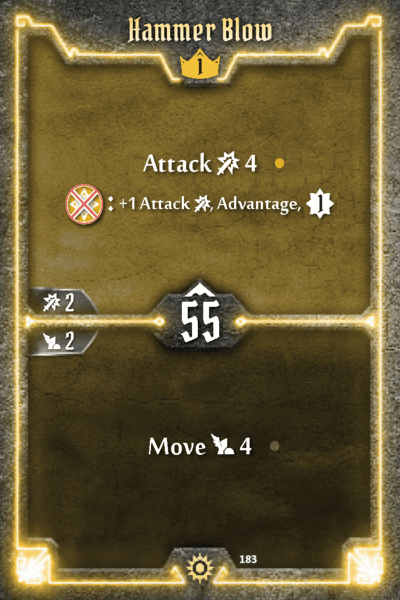 Hammer Blow
1
Attack 4
: +1 Attack , Advantage, 1
2
55
2
Move 4
183